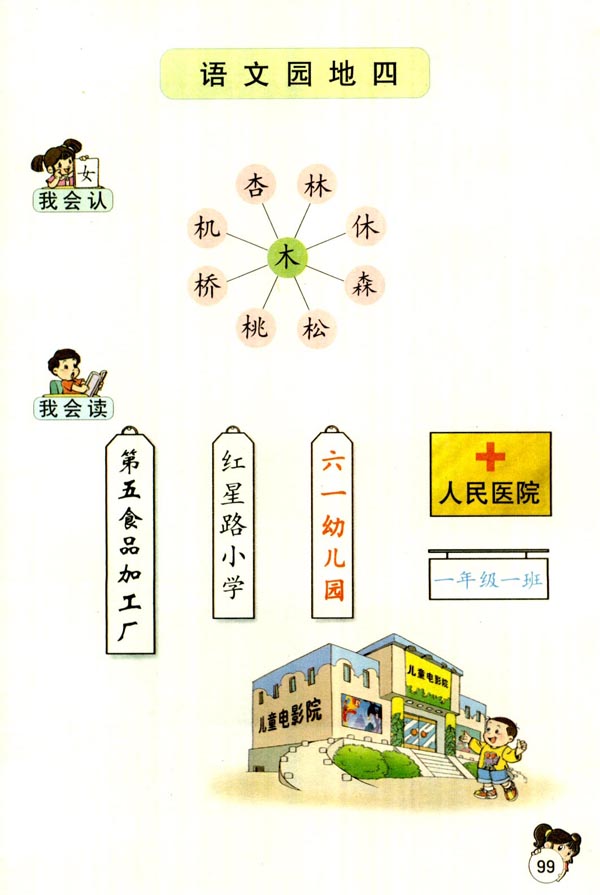 语文园地四
女
我会认
杏
林
机
休
木
桥
森
桃
松
我会读
第五食品加工厂
红星路小学
六一幼儿园
人民医院
一年级一班
儿童电影院
儿童电影院
99